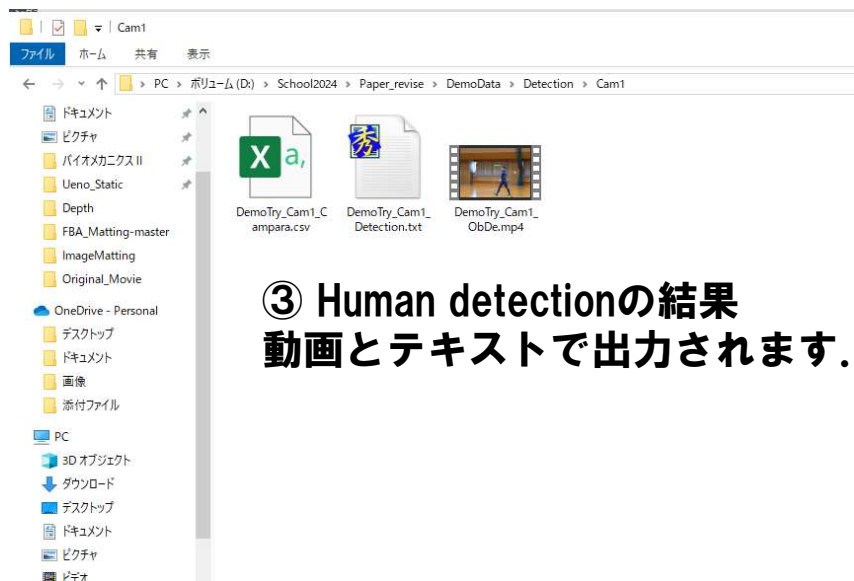 Cam1
ファイル ホーム 共有 表示
PC > ボリューム (D:) > School2024 > Paper_revise > DemoData > Detection > Cam1
ドキュメント
ピクチャ
バイオメカニクス II
Ueno_Static
Depth
FBA_Matting-master
ImageMatting
Original_Movie
OneDrive - Personal
デスクトップ
ドキュメント
画像
添付ファイル
PC
3D オブジェクト
ダウンロード
デスクトップ
ドキュメント
ピクチャ
ビデオ
X a,
DemoTry_Cam1_C
ampara.csv
秀
DemoTry_Cam1_
Detection.txt
DemoTry_Cam1_
ObDe.mp4
③ Human detectionの結果
動画とテキストで出力されます.